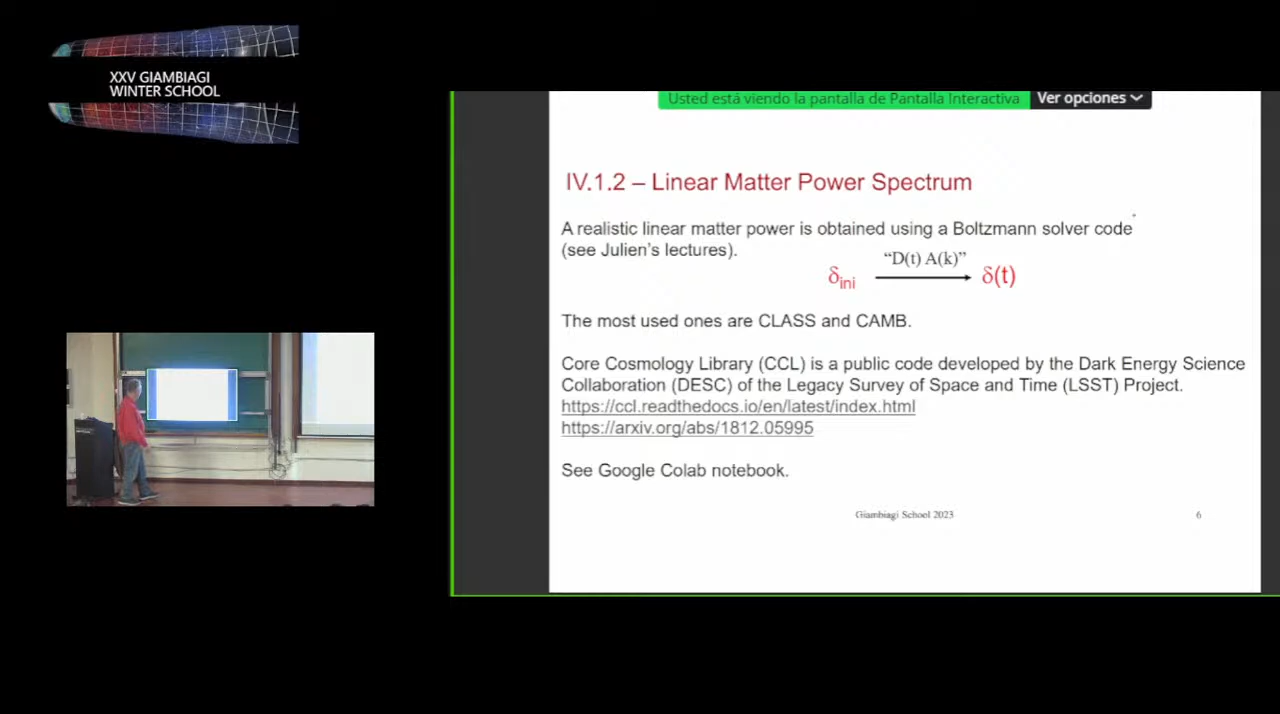 XXV GIAMBIAGI
WINTER SCHOOL
Usted está viendo la pantalla de Pantalla Interactiva
Ver opciones
IV.1.2 – Linear Matter Power Spectrum
A realistic linear matter power is obtained using a Boltzmann solver code
(see Julien's lectures).
“D(t) A(k)”
δini
δ(t)
The most used ones are CLASS and CAMB.
Core Cosmology Library (CCL) is a public code developed by the Dark Energy Science
Collaboration (DESC) of the Legacy Survey of Space and Time (LSST) Project.
https://ccl.readthedocs.io/en/latest/index.html
https://arxiv.org/abs/1812.05995
See Google Colab notebook.
Giambiagi School 2023
6